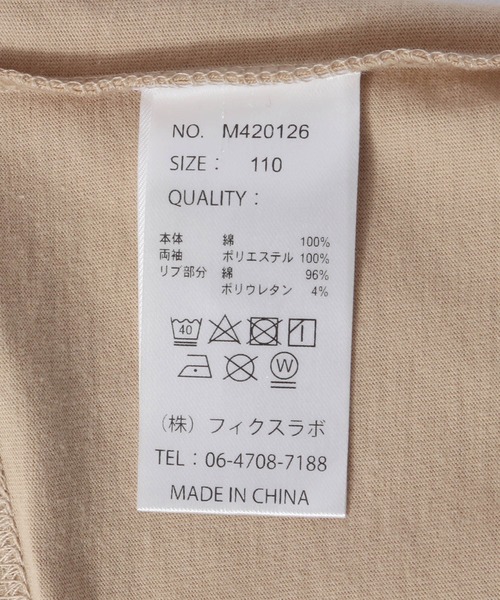 NO. M420126
SIZE： 110
QUALITY：
本体 綿 100%
両袖 ポリエステル 100%
リブ部分 綿 96%
ポリウレタン 4%
40
W
（株）フィクスラボ
TEL：06-4708-7188
MADE IN CHINA